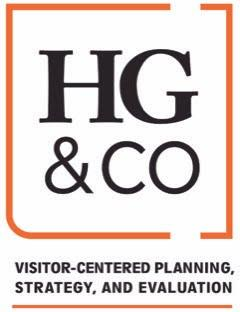 HG
& CO
VISITOR-CENTERED PLANNING,
STRATEGY, AND EVALUATION